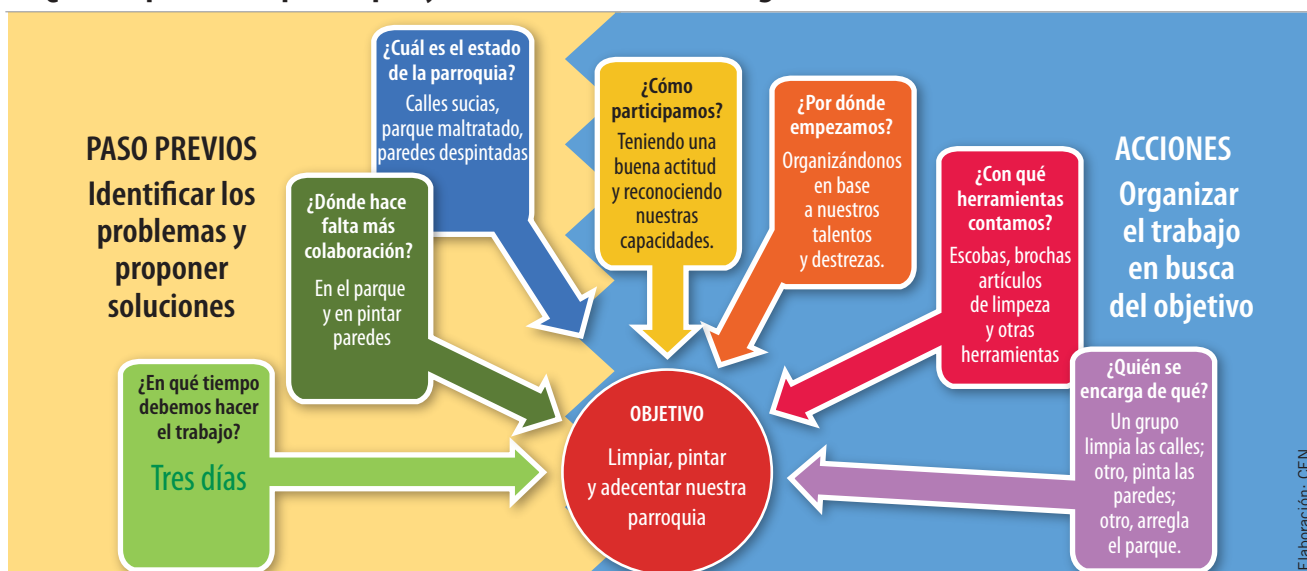 PASO PREVIOS
Identificar los
problemas y
proponer
soluciones
¿En qué tiempo
debemos hacer
el trabajo?
Tres días
¿Dónde hace
falta más
colaboración?
En el parque
y en pintar
paredes
¿Cuál es el estado
de la parroquia?
Calles sucias,
parque maltratado,
paredes despintadas
¿Cómo
participamos?
Teniendo una
buena actitud
y reconociendo
nuestras
capacidades.
¿Por dónde
empezamos?
Organizándonos
en base
a nuestros
talentos
y destrezas.
¿Con qué
herramientas
contamos?
Escobas, brochas
artículos
de limpeza
y otras
herramientas
¿Quién se
encarga de qué?
Un grupo
limpia las calles;
otro, pinta las
paredes;
otro, arregla
el parque.
ACCIONES
Organizar
el trabajo
en busca
del objetivo
OBJETIVO
Limpiar, pintar
y adecentar nuestra
parroquia
Elaboración: CEN